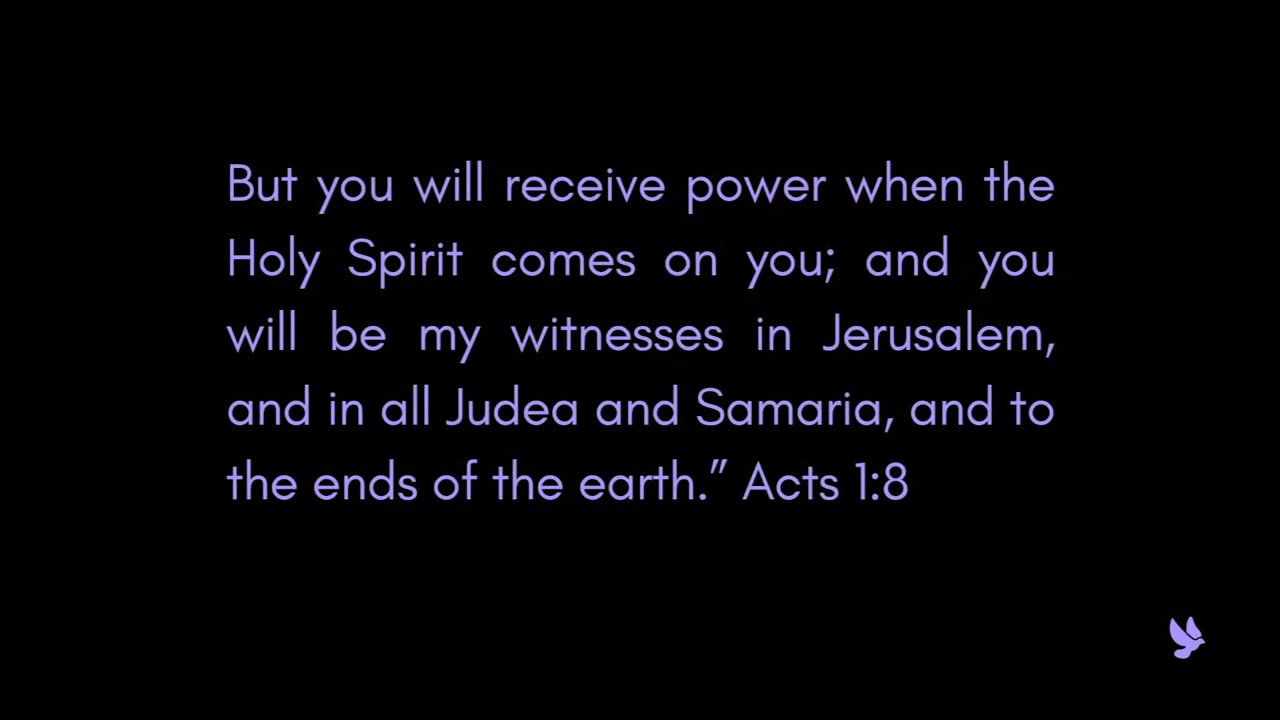 But you will receive power when the
Holy Spirit comes on you; and you
will be my witnesses in Jerusalem,
and in all Judea and Samaria, and to
the ends of the earth.” Acts 1:8